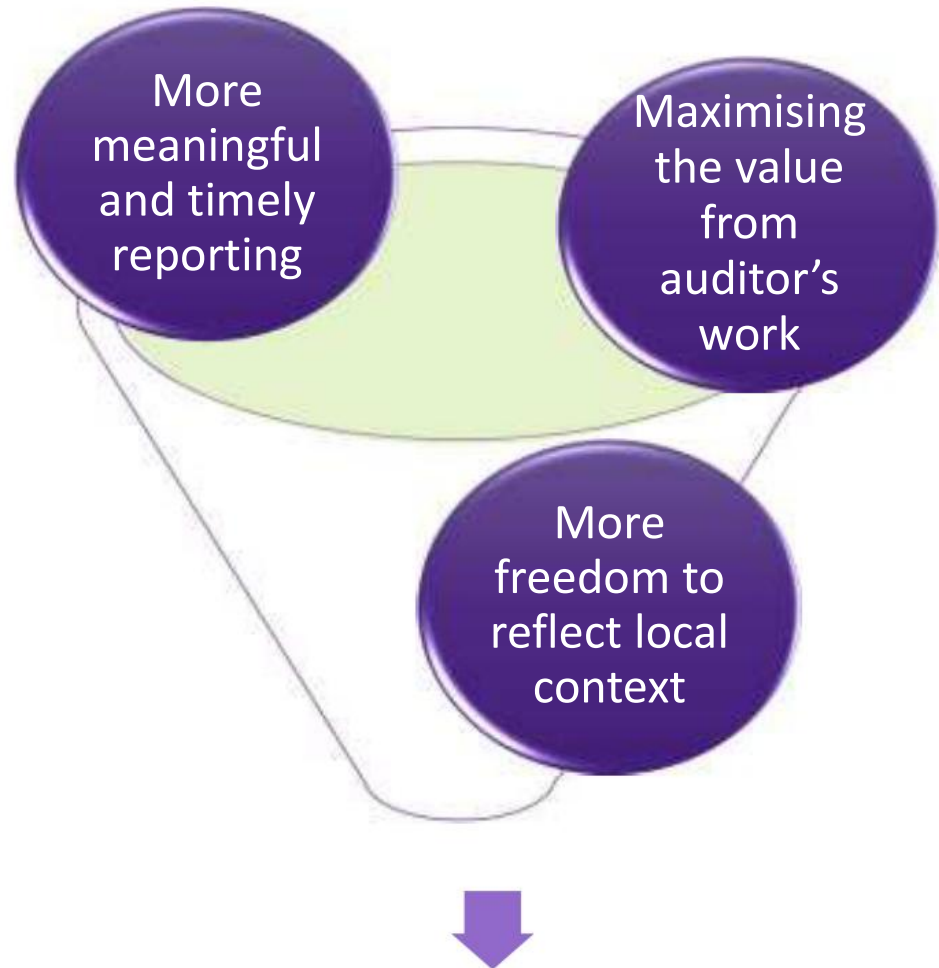 More
meaningful
and timely
reporting
Maximising
the value
from
auditor’s
work
More
freedom to
reflect local
context